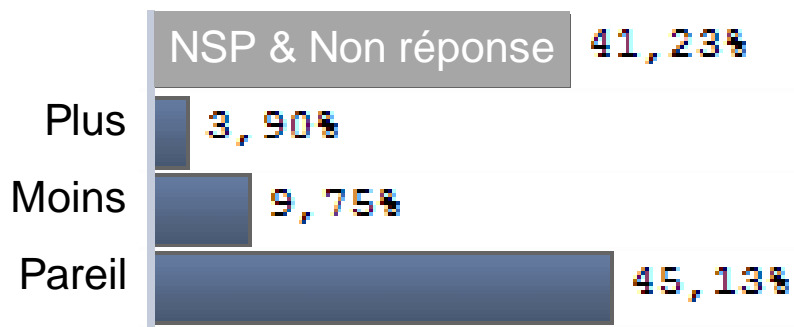 NSP & Non réponse 41,23%
Plus 3,90%
Moins 9,75%
Pareil 45,13%